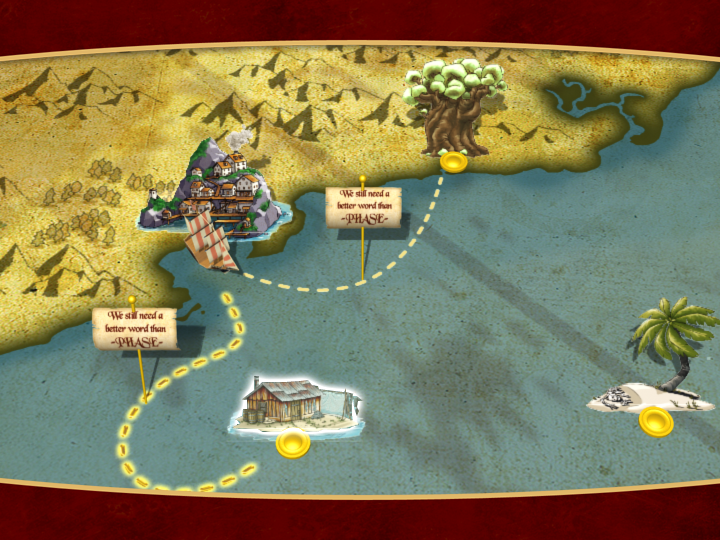 We still need a
better word than
-PHASE-
We still need a
better word than
-PHASE-